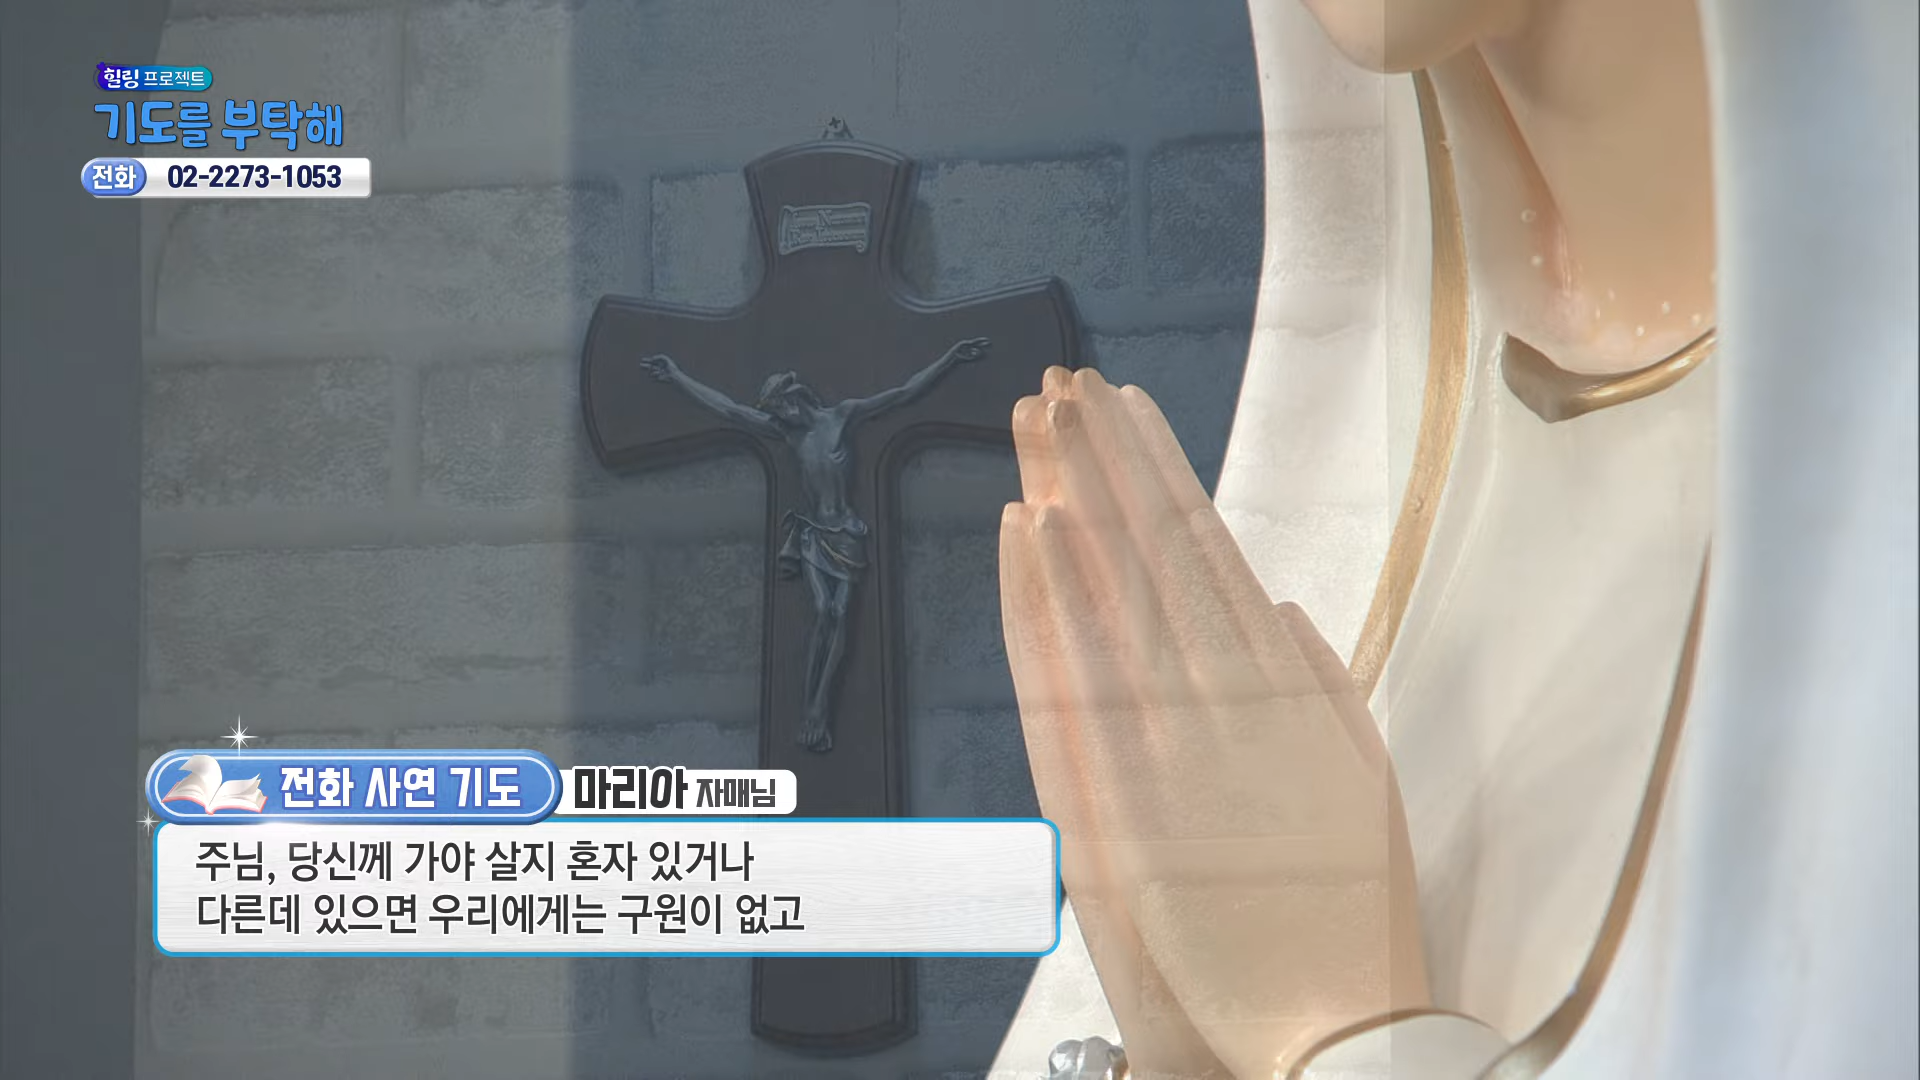 힐링 프로젝트
기도를 부탁해
전화 02-2273-1053
전화 사연 기도 마리아 자매님
주님, 당신께 가야 살지 혼자 있거나
다른데 있으면 우리에게는 구원이 없고